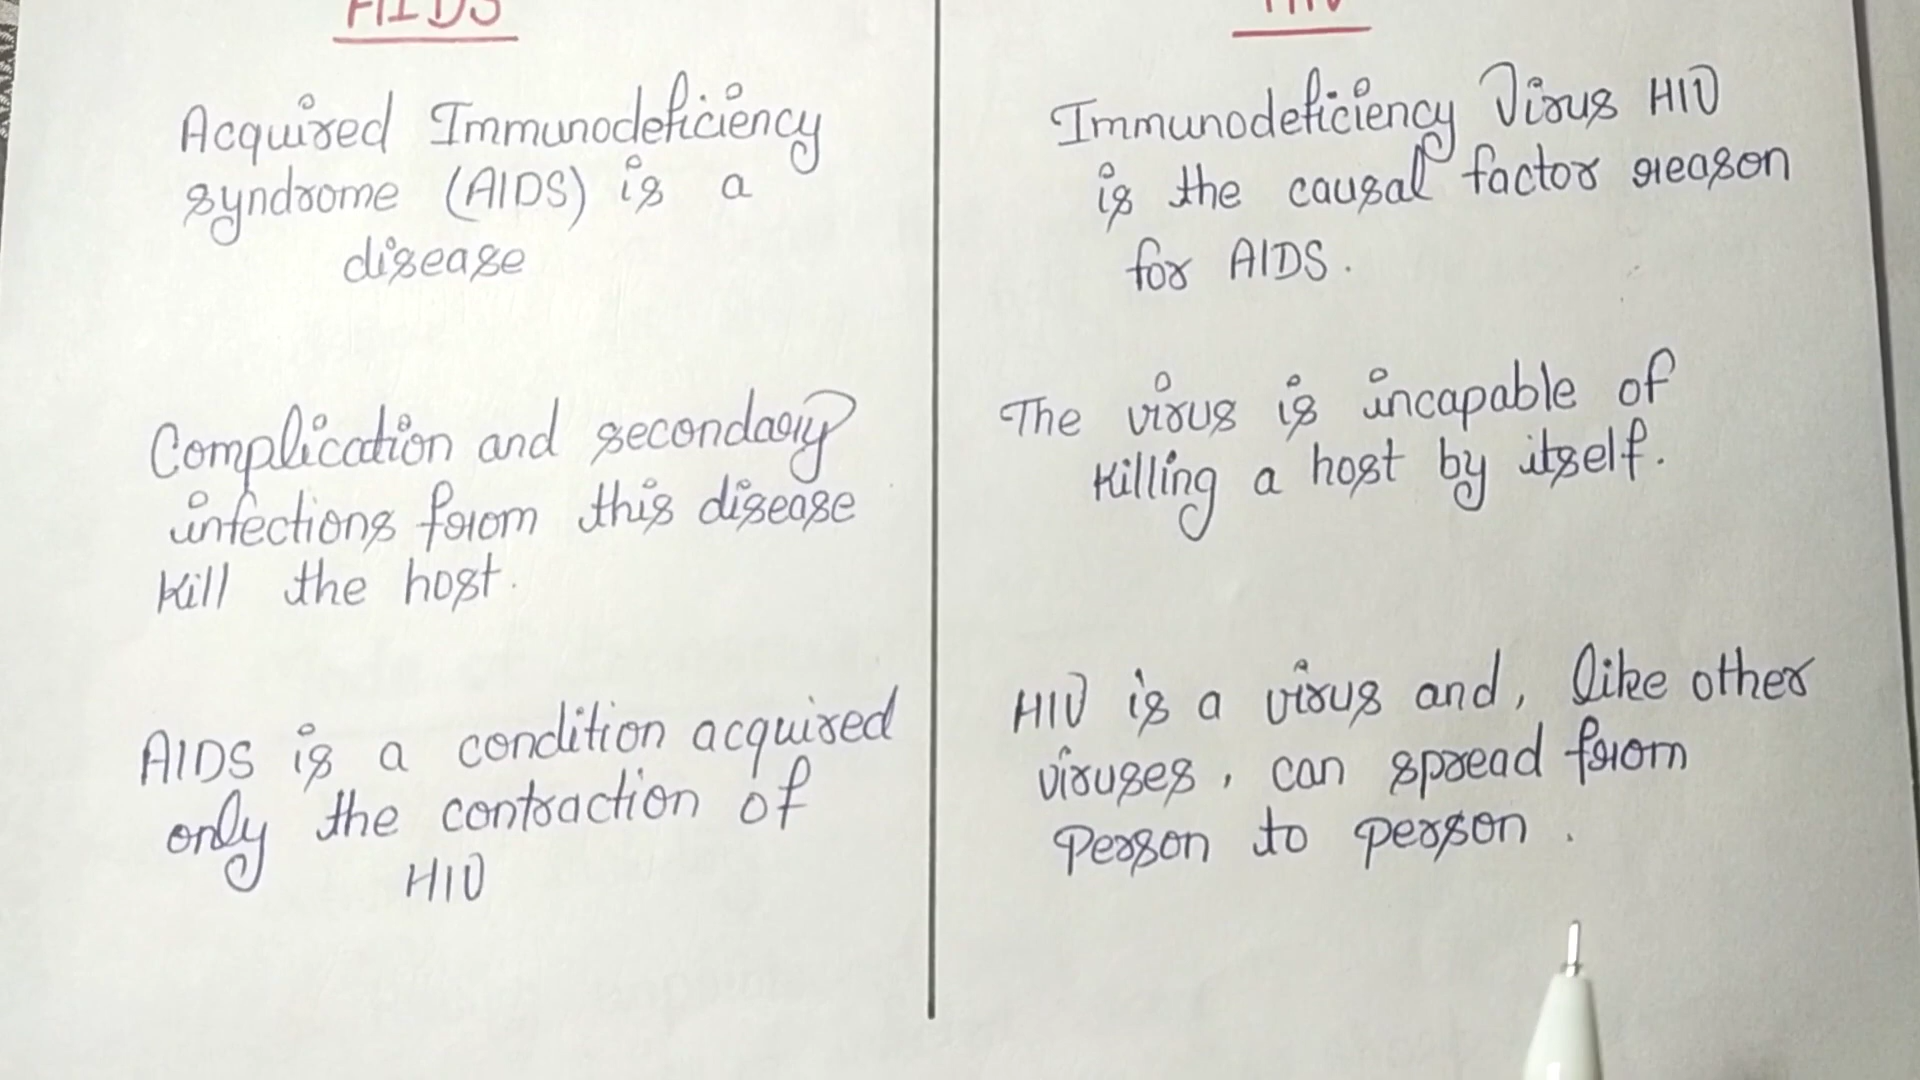 AIDS
Acquired Immunodeficiency
syndrome (AIDS) is a
disease
Complication and secondary
infections from this disease
kill the host.
AIDS is a condition acquired
only the contraction of
HIV
HIV
Immunodeficiency Virus HIV
is the causal factor reason
for AIDS.
The virus is incapable of
killing a host by itself.
HIV is a virus and, like other
viruses, can spread from
Person to person.